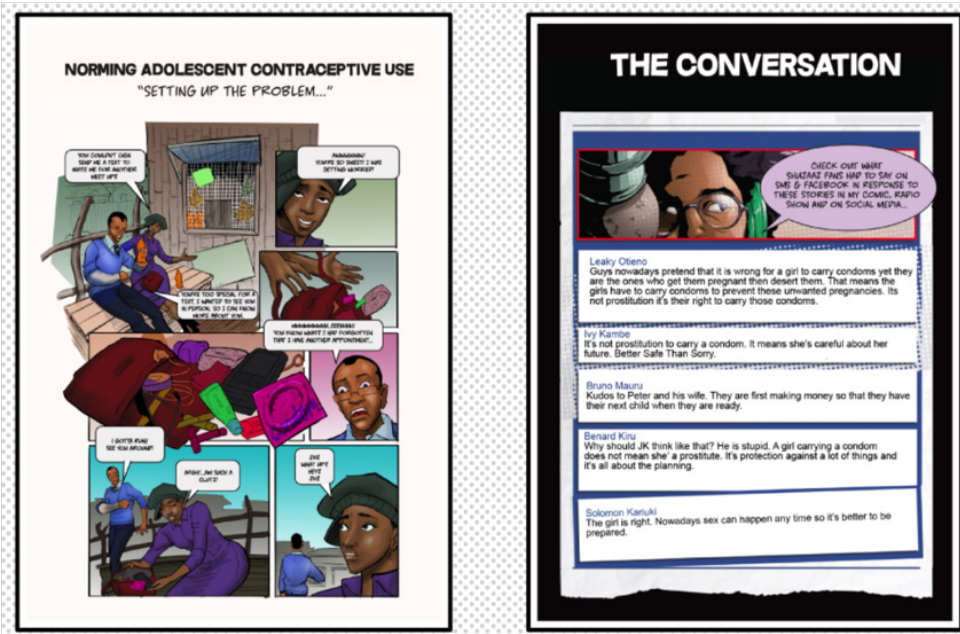 NORMING ADOLESCENT CONTRACEPTIVE USE
"SETTING UP THE PROBLEM..."
YOU COULDN'T EVEN
SEND ME A TEXT TO
INVITE ME FOR ANOTHER
MEET UP?
YOU'RE TOO SPECIAL FOR A
TEXT. I WANTED TO SEE YOU
IN PERSON, SO I CAN KNOW
MORE ABOUT YOU.
YOU'RE SO SWEET! I WAS
GETTING WORRIED!
YOU KNOW WHAT? I HAD FORGOTTEN
THAT I HAVE ANOTHER APPOINTMENT...
I GOTTA RUN!
SEE YOU AROUND!
ARGH!...AM SUCH A
CLUTZ!
WHAT UP?
THE CONVERSATION
CHECK OUT WHAT
SHUJAAZ FANS HAD TO SAY ON
SMS & FACEBOOK IN RESPONSE TO
THESE STORIES IN MY COMIC, RADIO
SHOW AND ON SOCIAL MEDIA...
Leaky Otieno
Guys nowadays pretend that it is wrong for a girl to carry condoms yet they
are the ones who get them pregnant then desert them. That means the
girls have to carry condoms to prevent these unwanted pregnancies. Its
not prostitution it's their right to carry those condoms.
Ivy Kambe
It's not prostitution to carry a condom. It means she's careful about her
future. Better Safe Than Sorry.
Bruno Mauru
Kudos to Peter and his wife. They are first making money so that they have
their next child when they are ready.
Benard Kiru
Why should JK think like that? He is stupid. A girl carrying a condom
does not mean she' a prostitute. It's protection against a lot of things and
it's all about the planning.
Solomon Kariuki
The girl is right. Nowadays sex can happen any time so it's better to be
prepared.